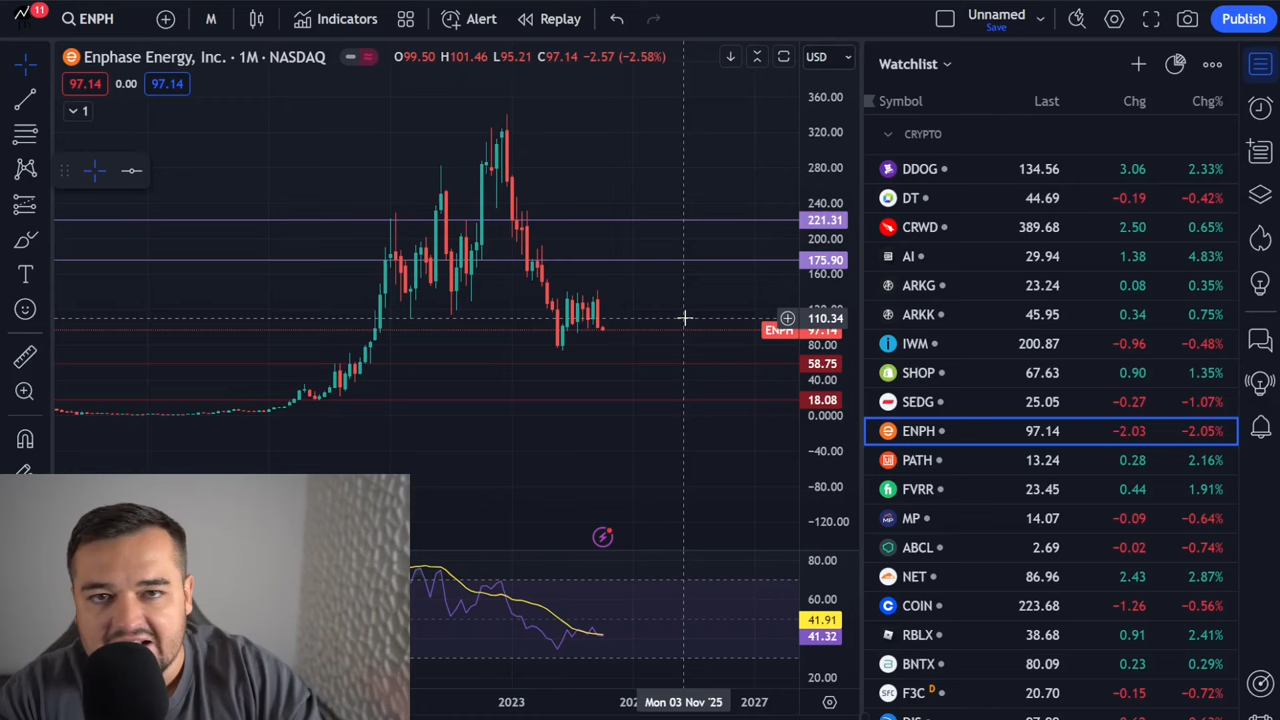 11
ENPH
M
Indicators
Alert
Replay
Unnamed
Save
Publish
Enphase Energy, Inc. · 1M · NASDAQ
O99.50 H101.46 L95.21 C97.14 −2.57 (−2.58%)
USD
97.14 0.00 97.14
1
360.00
320.00
280.00
240.00
221.31
200.00
175.90
160.00
110.34
ENPH 97.14
80.00
58.75
40.00
18.08
0.0000
−40.00
−80.00
−120.00
80.00
60.00
41.91
41.32
20.00
2023
Mon 03 Nov '25
2027
Watchlist
Symbol Last Chg Chg%
CRYPTO
DDOG 134.56 3.06 2.33%
DT 44.69 −0.19 −0.42%
CRWD 389.68 2.50 0.65%
AI 29.94 1.38 4.83%
ARKG 23.24 0.08 0.35%
ARKK 57.63 0.34 0.75%
IWM 200.87 −0.96 −0.48%
SHOP 67.63 0.90 1.35%
SEDG 25.05 −0.27 −1.07%
ENPH 97.14 −2.03 −2.05%
PATH 13.24 0.28 2.16%
FVRR 23.45 0.44 1.91%
MP 14.07 −0.09 −0.64%
ABCL 2.69 −0.02 −0.74%
NET 86.96 2.43 2.87%
COIN 223.68 −1.26 −0.56%
RBLX 38.68 0.91 2.41%
BNTX 80.09 0.23 0.29%
F3C D 20.70 −0.15 −0.72%